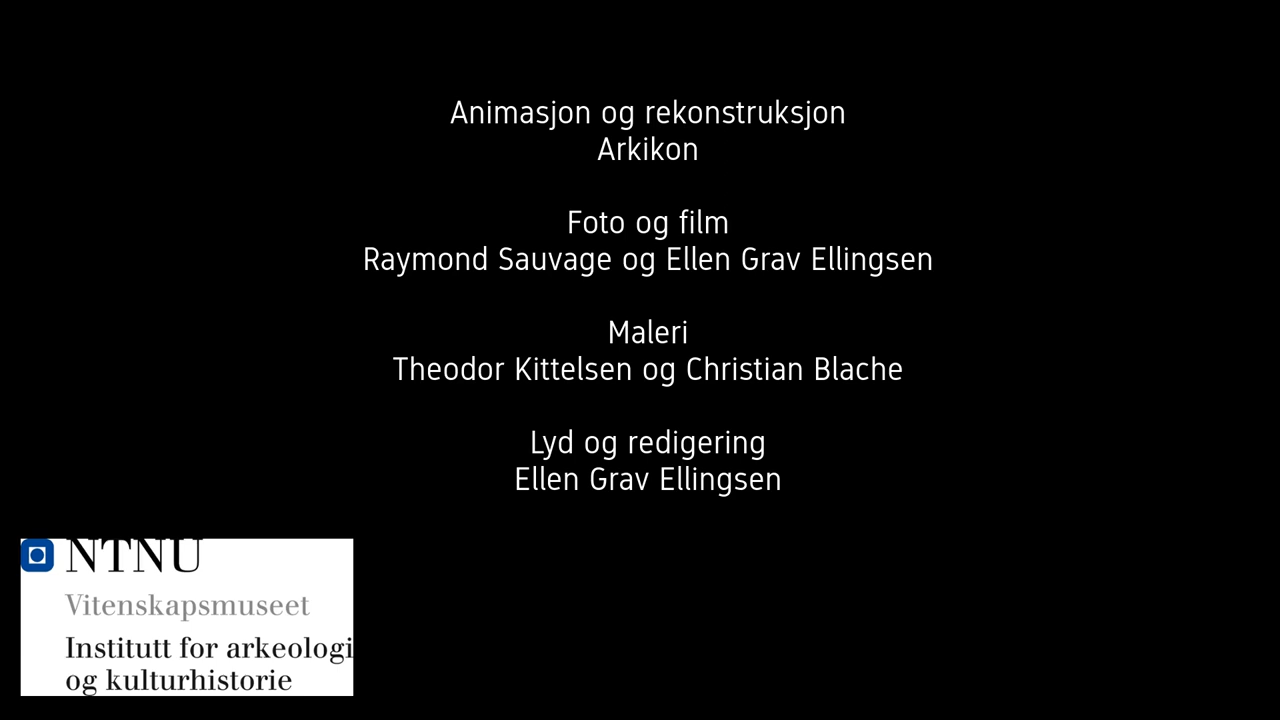 Animasjon og rekonstruksjon
Arkikon
Foto og film
Raymond Sauvage og Ellen Grav Ellingsen
Maleri
Theodor Kittelsen og Christian Blache
Lyd og redigering
Ellen Grav Ellingsen
NTNU
Vitenskapsmuseet
Institutt for arkeologi
og kulturhistorie